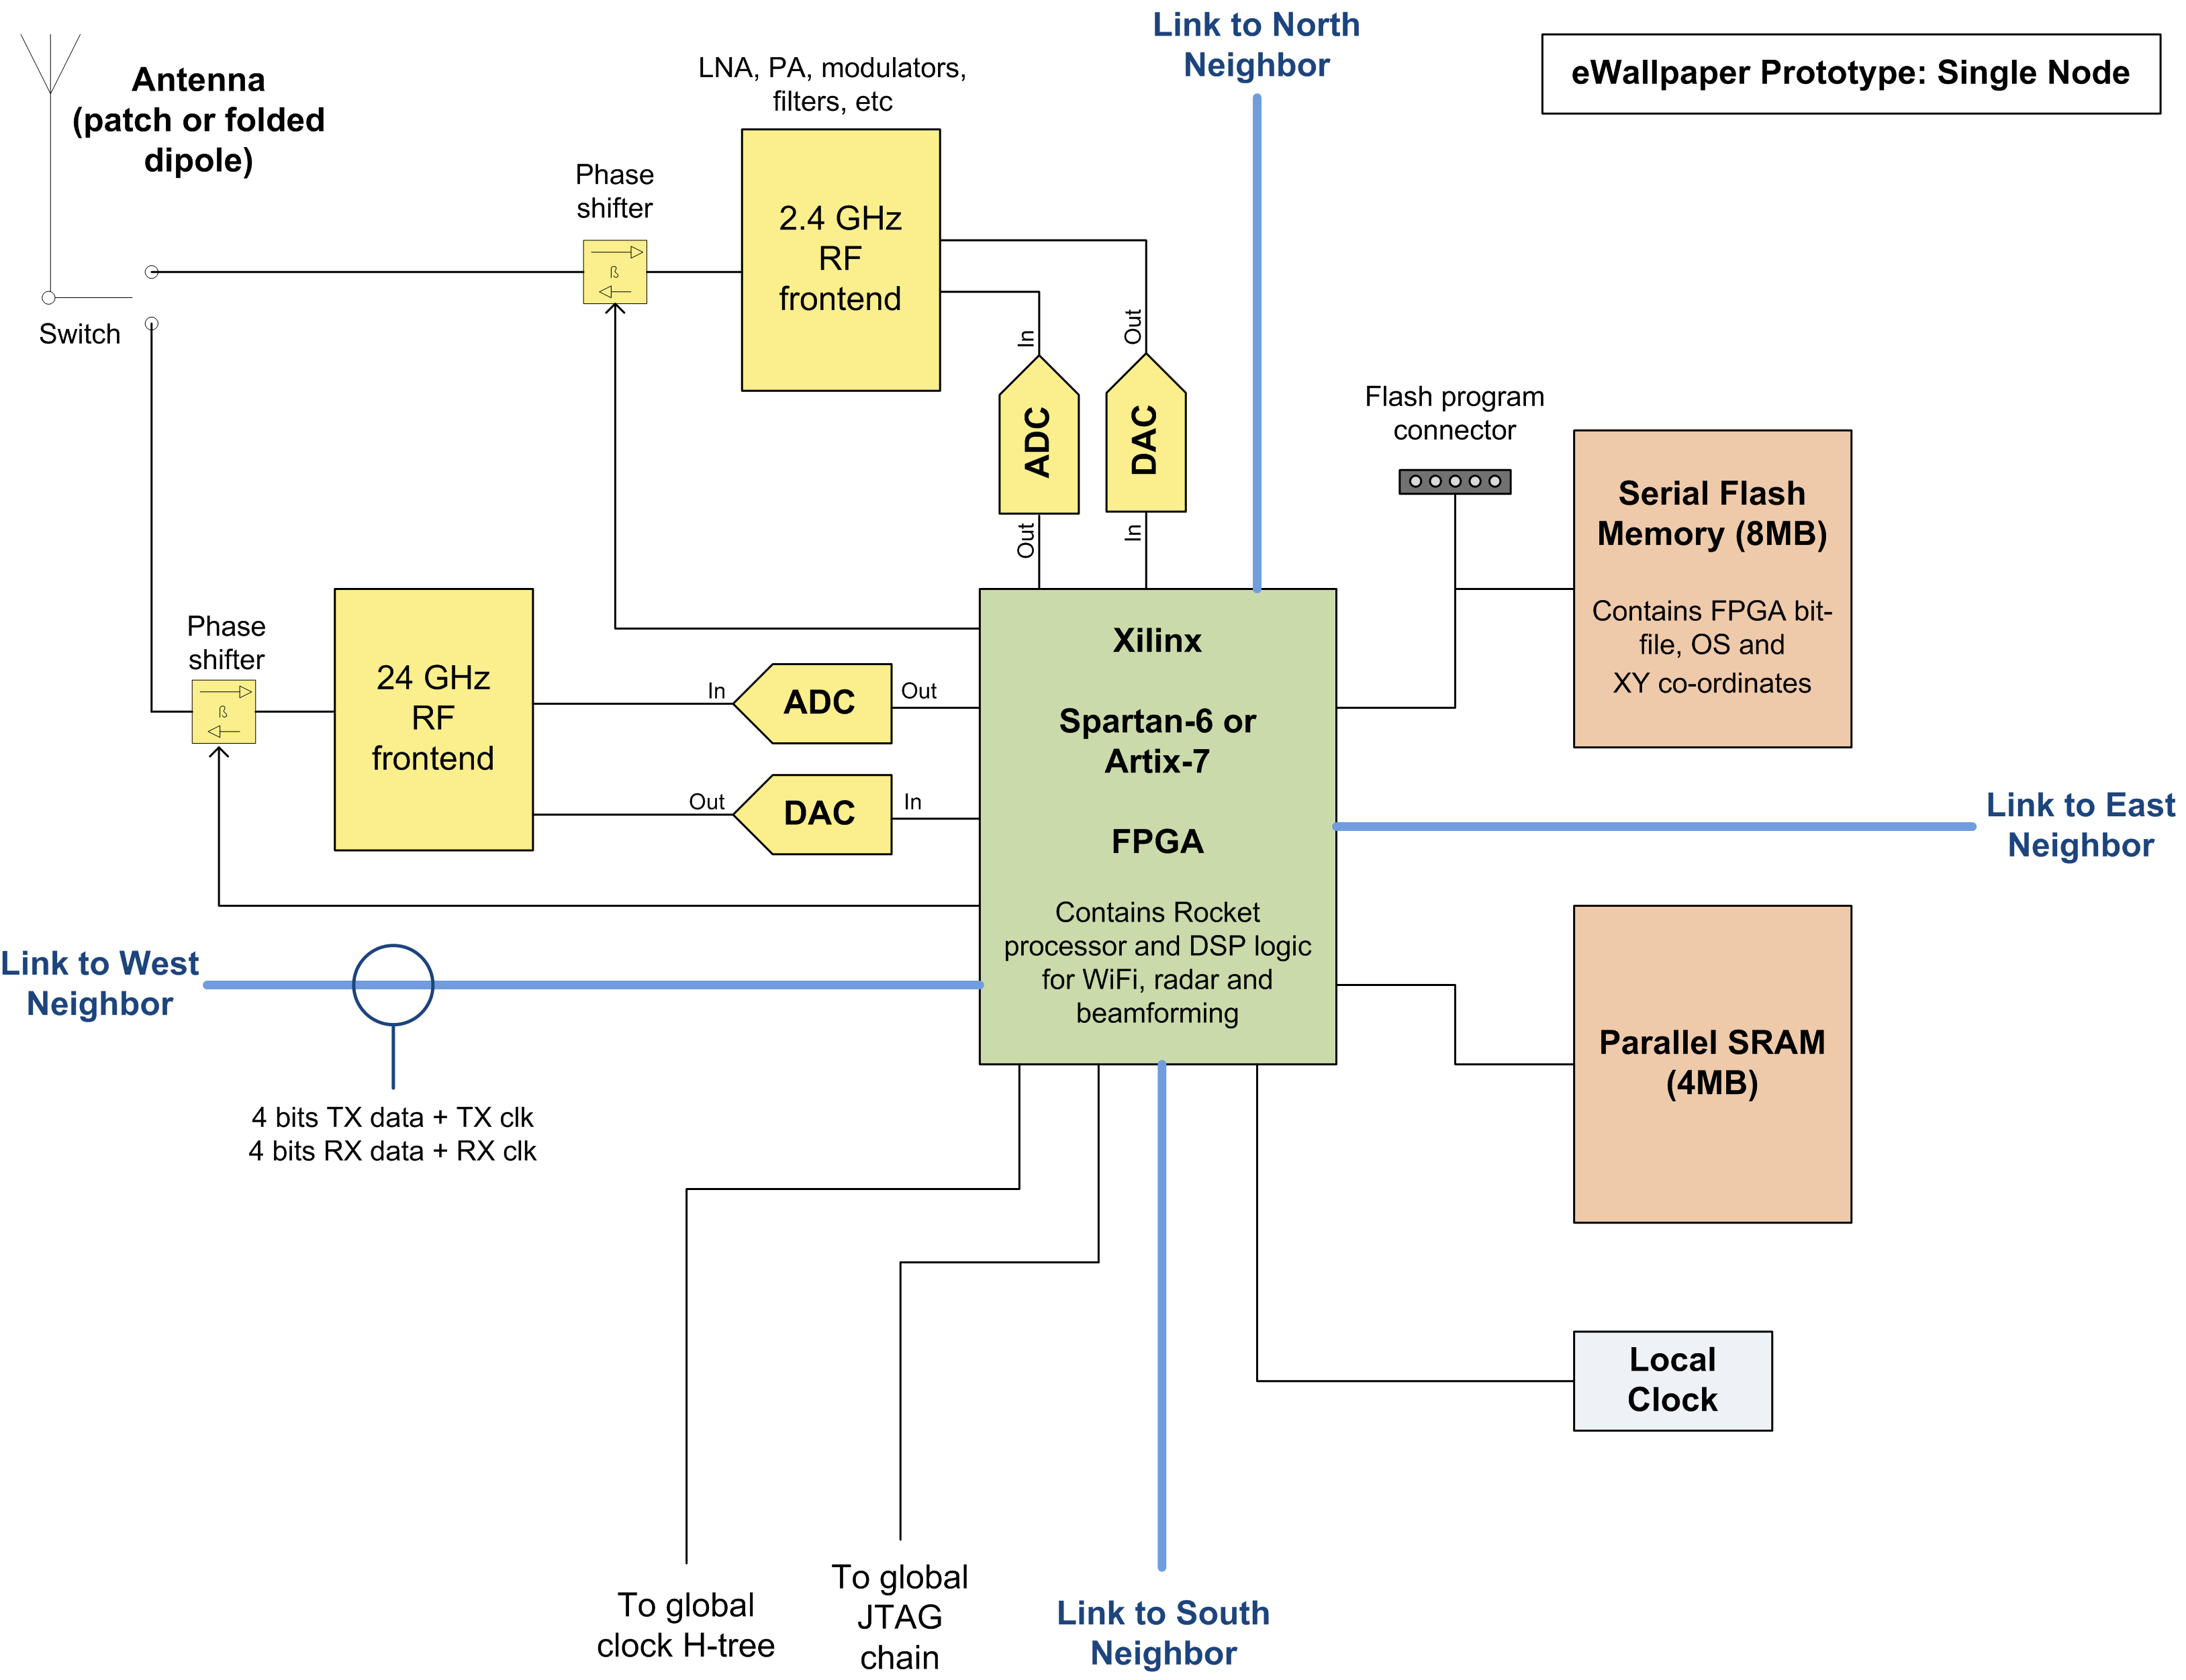 Link to North
Neighbor
eWallpaper Prototype: Single Node
Antenna
(patch or folded
dipole)
LNA, PA, modulators,
filters, etc
Phase
shifter
ß
2.4 GHz
RF
frontend
Switch
In
Out
ADC
DAC
Out
In
Flash program
connector
Serial Flash
Memory (8MB)
Contains FPGA bit-
file, OS and
XY co-ordinates
Phase
shifter
ß
24 GHz
RF
frontend
In
ADC
Out
Out
DAC
In
Xilinx
Spartan-6 or
Artix-7
FPGA
Contains Rocket
processor and DSP logic
for WiFi, radar and
beamforming
Link to East
Neighbor
Link to West
Neighbor
4 bits TX data + TX clk
4 bits RX data + RX clk
Parallel SRAM
(4MB)
Local
Clock
To global
clock H-tree
To global
JTAG
chain
Link to South
Neighbor